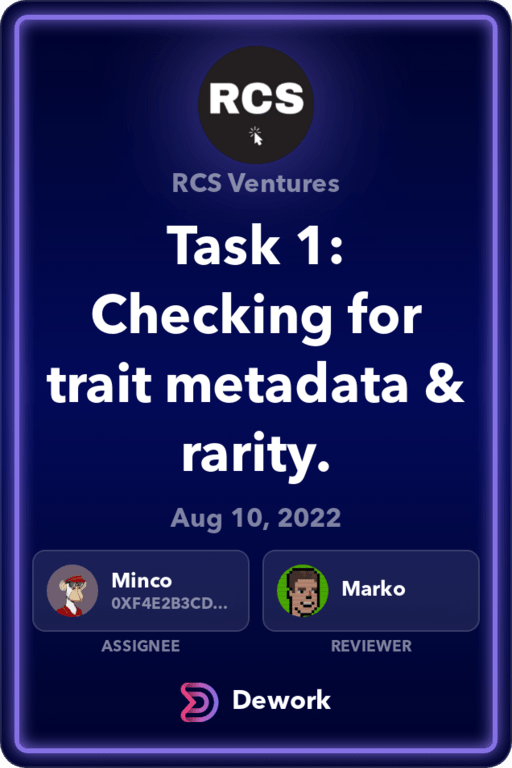 RCS
RCS Ventures
Task 1:
Checking for
trait metadata &
rarity.
Aug 10, 2022
Minco
0XF4E2B3CD...
Marko
ASSIGNEE
REVIEWER
Dework